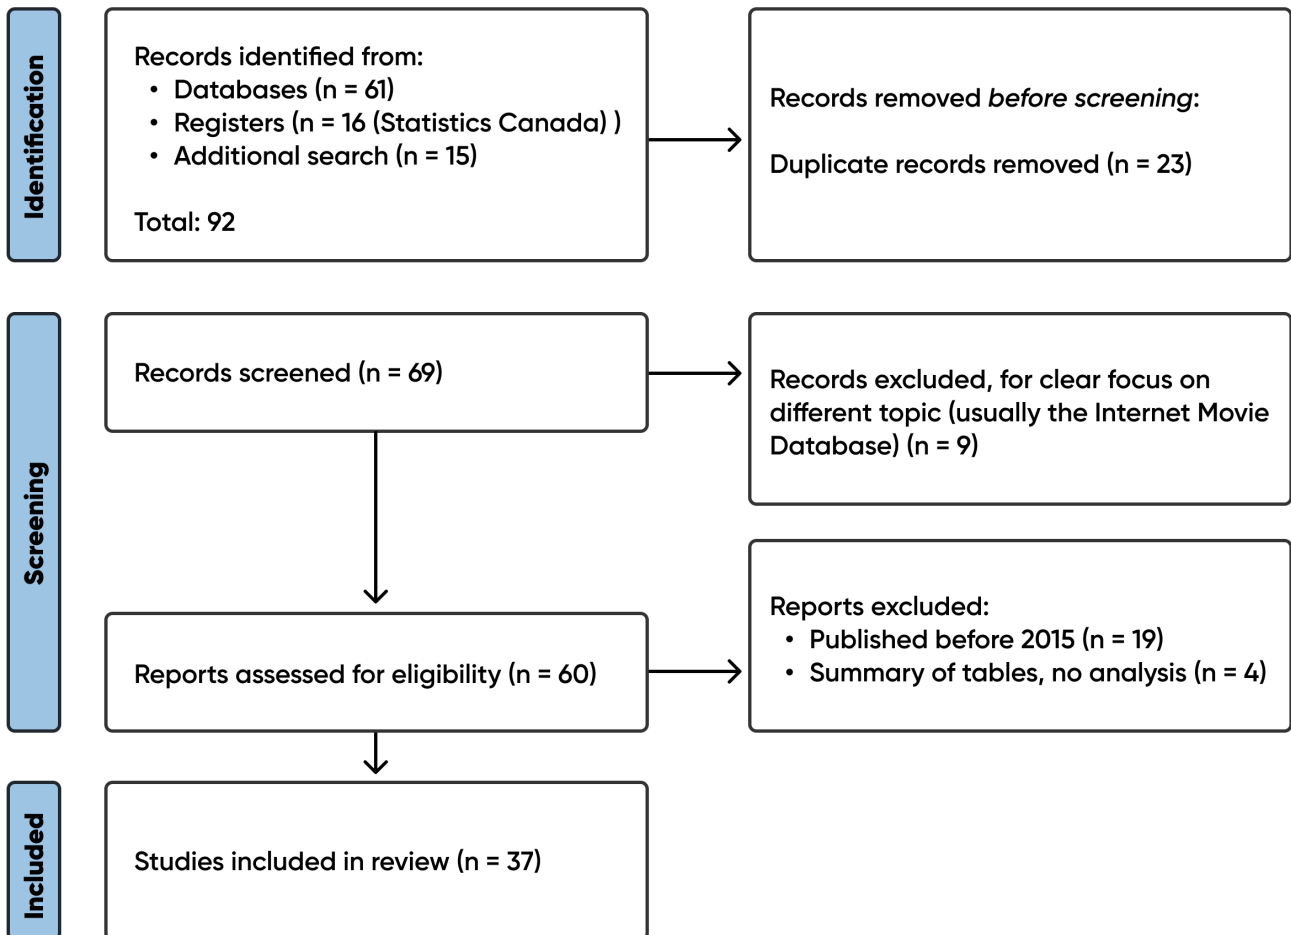 Identification
Records identified from:
• Databases (n = 61)
• Registers (n = 16 (Statistics Canada) )
• Additional search (n = 15)
Total: 92
Records removed before screening:
Duplicate records removed (n = 23)
Screening
Records screened (n = 69)
Records excluded, for clear focus on
different topic (usually the Internet Movie
Database) (n = 9)
Reports assessed for eligibility (n = 60)
Reports excluded:
• Published before 2015 (n = 19)
• Summary of tables, no analysis (n = 4)
Included
Studies included in review (n = 37)